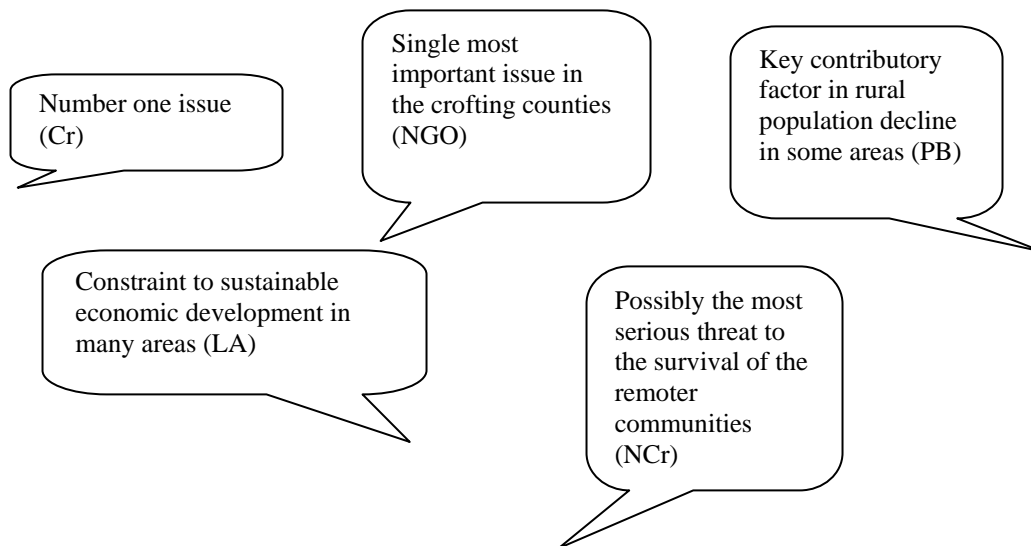 Number one issue
(Cr)
Single most
important issue in
the crofting counties
(NGO)
Key contributory
factor in rural
population decline
in some areas (PB)
Constraint to sustainable
economic development in
many areas (LA)
Possibly the most
serious threat to
the survival of the
remoter
communities
(NCr)